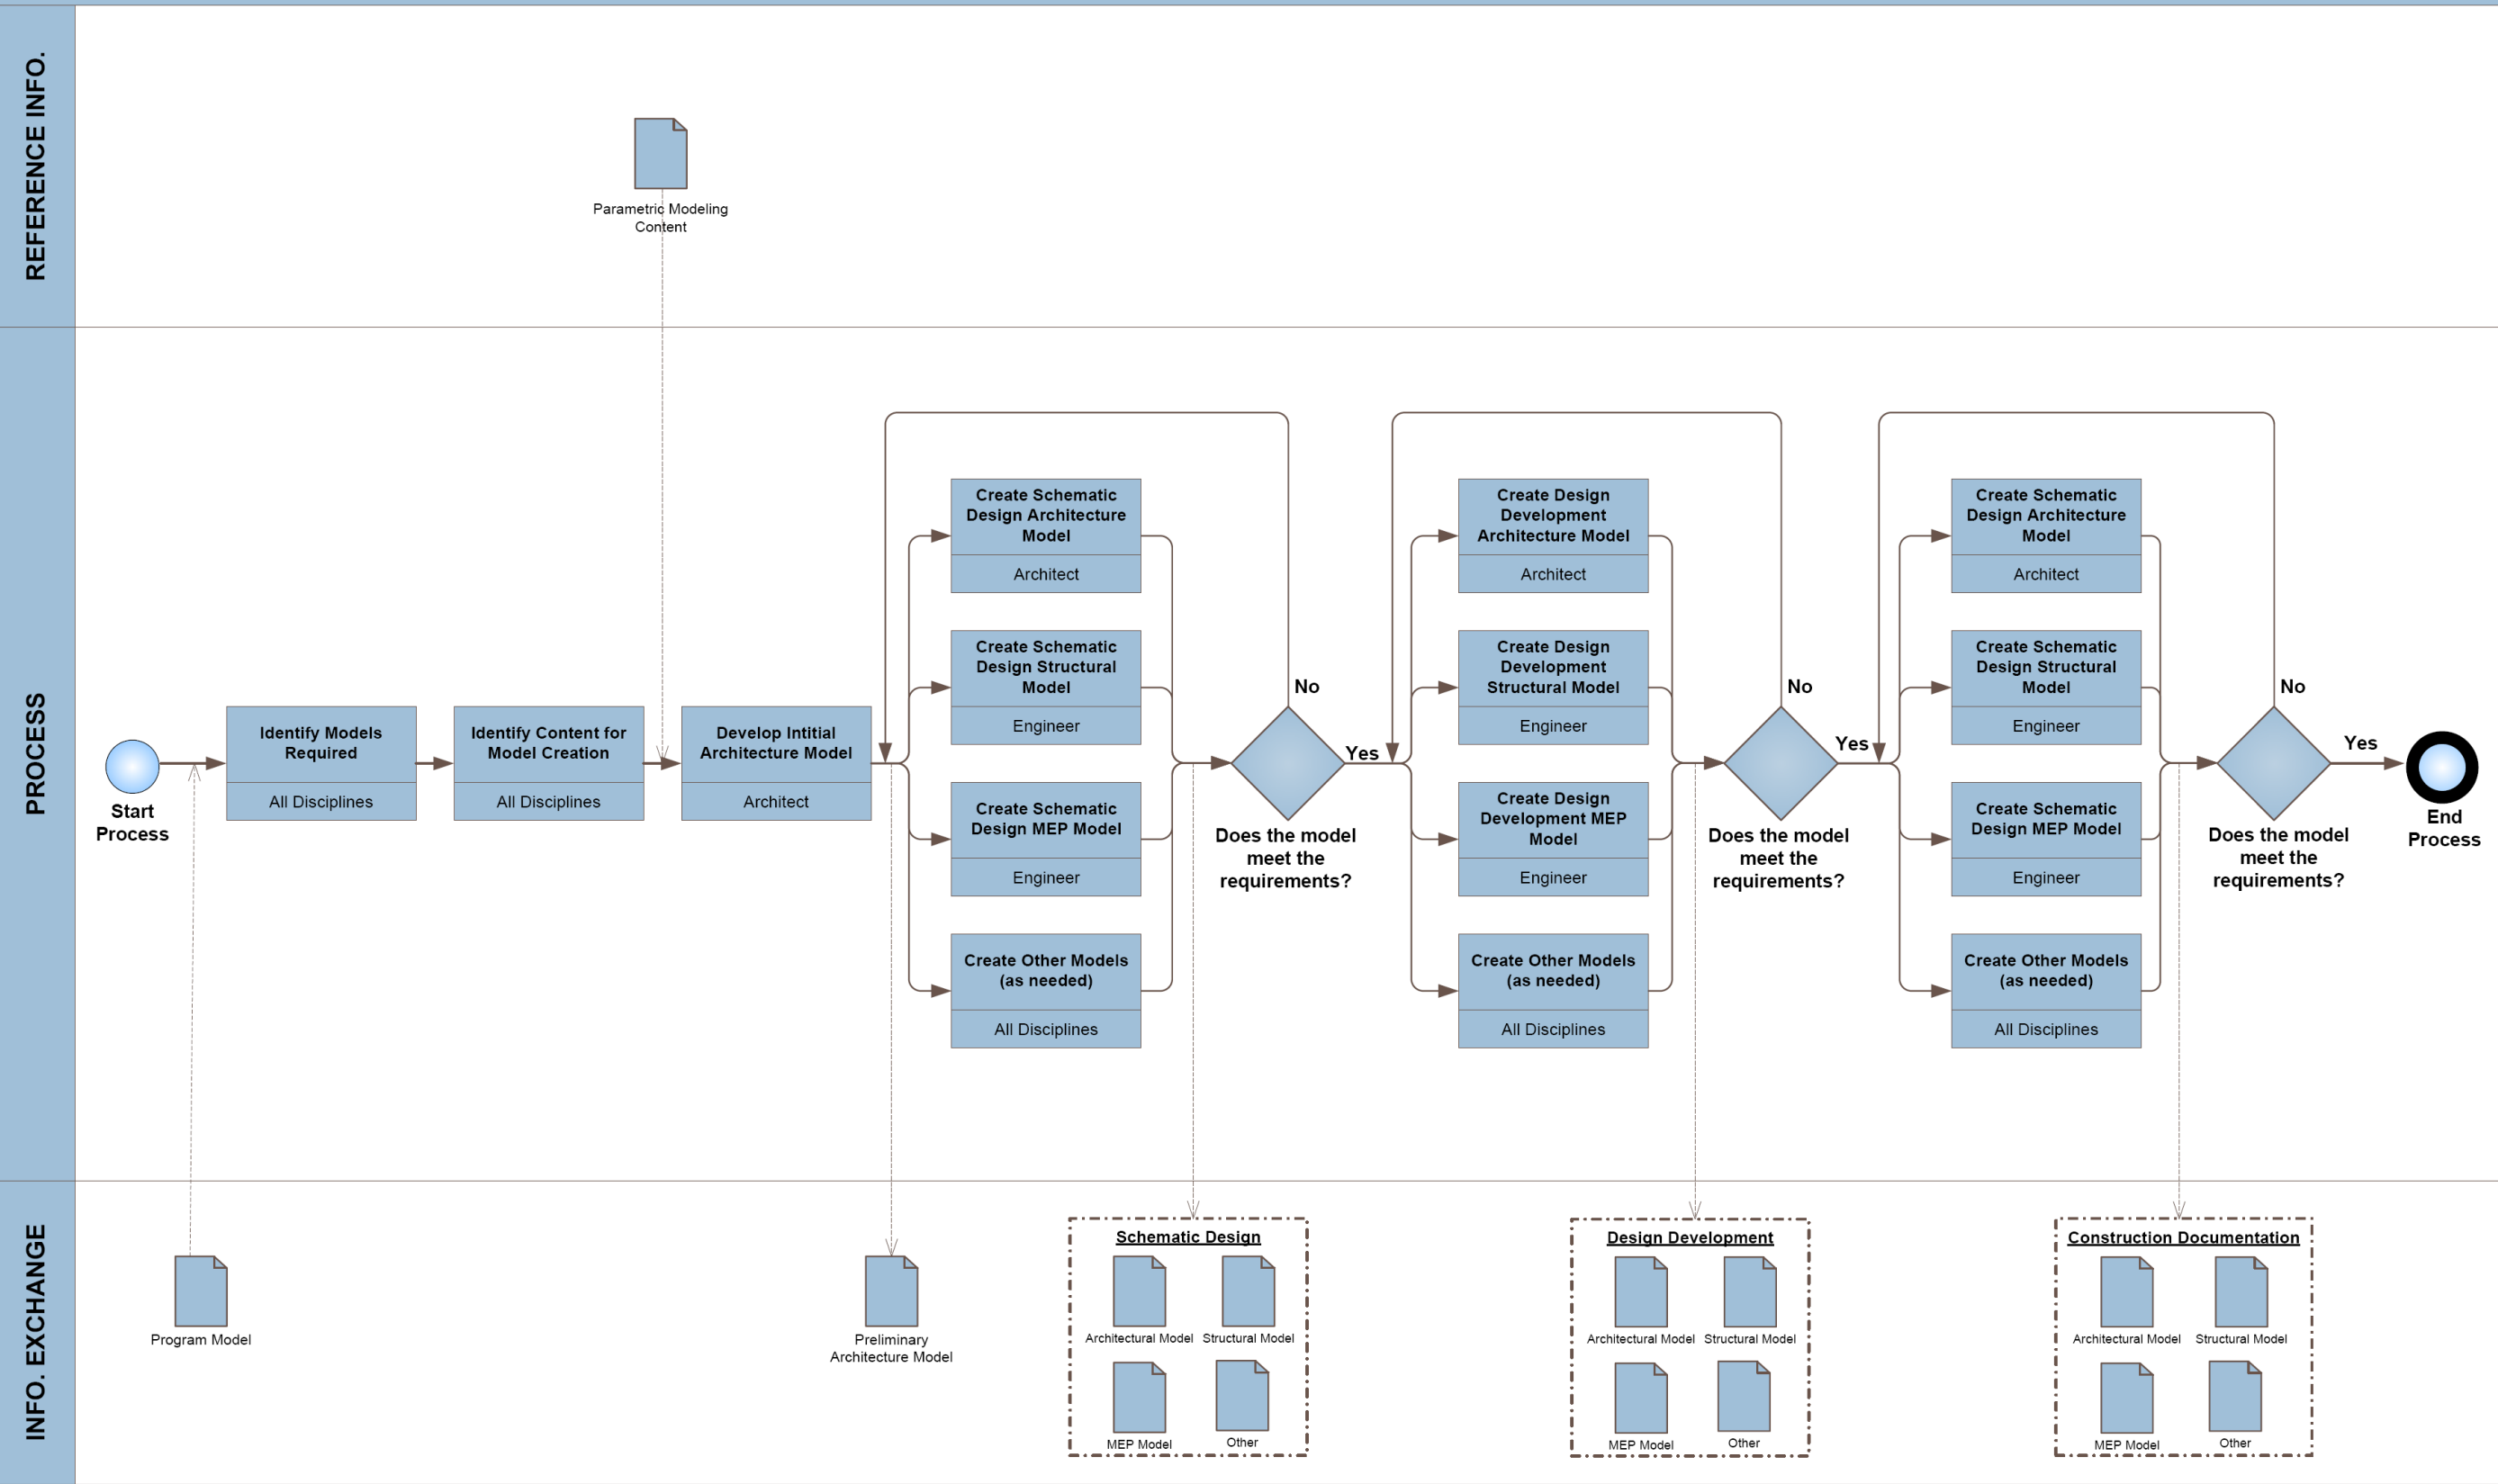 REFERENCE INFO.
Parametric Modeling
Content
PROCESS
Start
Process
Identify Models
Required
All Disciplines
Identify Content for
Model Creation
All Disciplines
Develop Intitial
Architecture Model
Architect
Create Schematic
Design Architecture
Model
Architect
Create Schematic
Design Structural
Model
Engineer
Create Schematic
Design MEP Model
Engineer
Create Other Models
(as needed)
All Disciplines
No
Yes
Does the model
meet the
requirements?
Create Design
Development
Architecture Model
Architect
Create Design
Development
Structural Model
Engineer
Create Design
Development MEP
Model
Engineer
Create Other Models
(as needed)
All Disciplines
No
Yes
Does the model
meet the
requirements?
Create Schematic
Design Architecture
Model
Architect
Create Schematic
Design Structural
Model
Engineer
Create Schematic
Design MEP Model
Engineer
Create Other Models
(as needed)
All Disciplines
No
Yes
Does the model
meet the
requirements?
End
Process
INFO. EXCHANGE
Program Model
Preliminary
Architecture Model
Schematic Design
Architectural Model
Structural Model
MEP Model
Other
Design Development
Architectural Model
Structural Model
MEP Model
Other
Construction Documentation
Architectural Model
Structural Model
MEP Model
Other